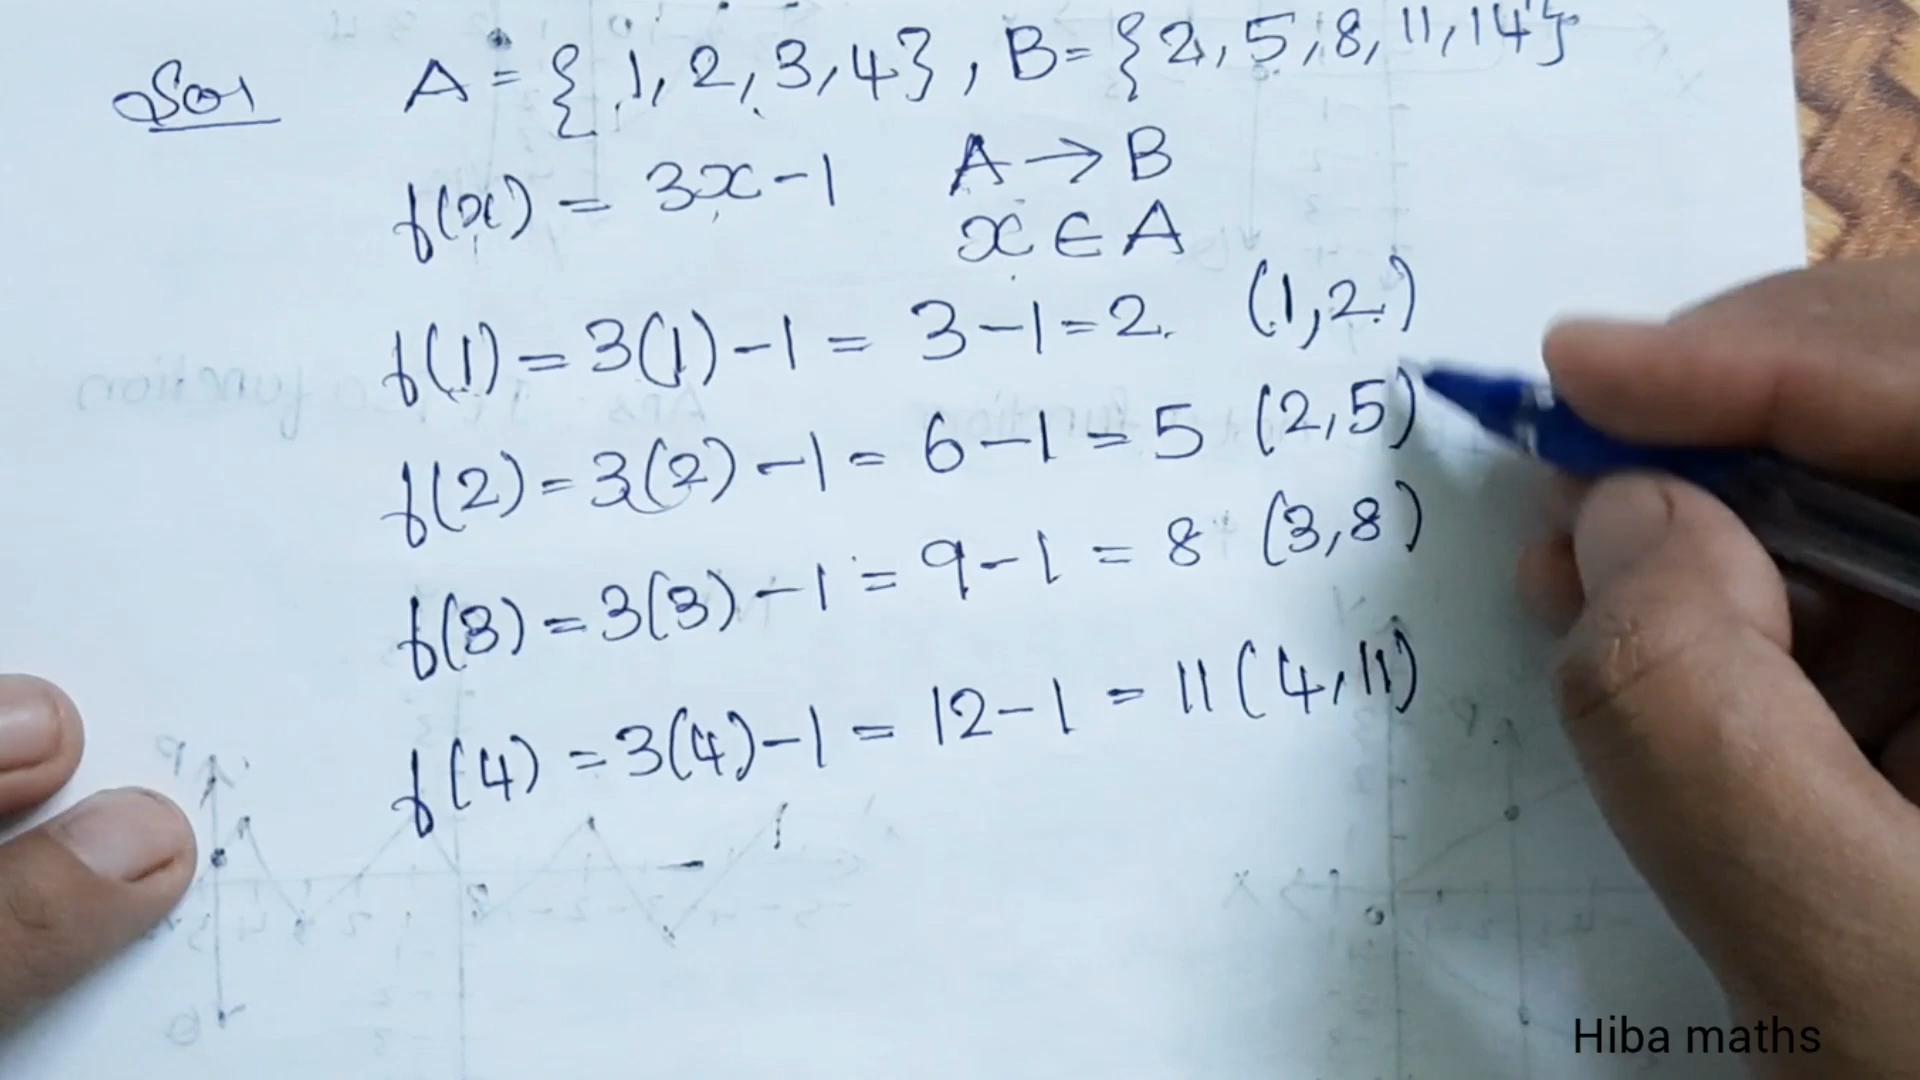 Sol A = {1, 2, 3, 4}, B = {2, 5, 8, 11, 14}
f(x) = 3x-1 A → B
x ∈ A
f(1) = 3(1)-1 = 3-1=2. (1,2)
f(2) = 3(2)-1 = 6-1 = 5 (2,5)
f(3) = 3(3)-1 = 9-1 = 8 (3,8)
f(4) = 3(4)-1 = 12-1 = 11 (4,11)
Hiba maths